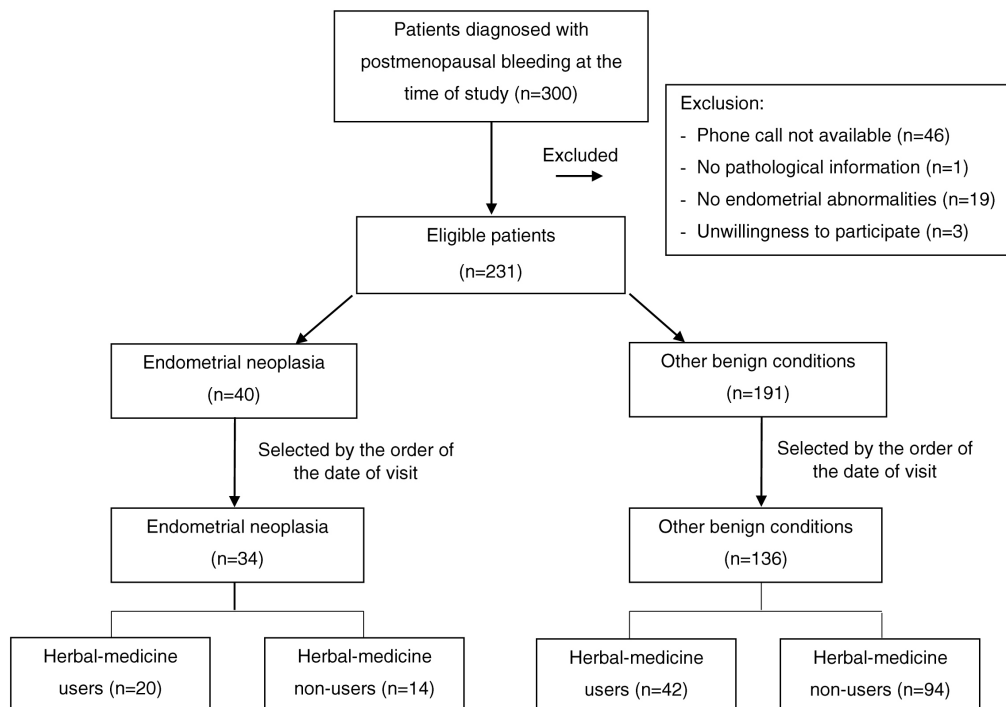 Patients diagnosed with
postmenopausal bleeding at the
time of study (n=300)
Exclusion:
- Phone call not available (n=46)
- No pathological information (n=1)
- No endometrial abnormalities (n=19)
- Unwillingness to participate (n=3)
Excluded
Eligible patients
(n=231)
Endometrial neoplasia
(n=40)
Other benign conditions
(n=191)
Selected by the order of
the date of visit
Selected by the order of
the date of visit
Endometrial neoplasia
(n=34)
Other benign conditions
(n=136)
Herbal-medicine
users (n=20)
Herbal-medicine
non-users (n=14)
Herbal-medicine
users (n=42)
Herbal-medicine
non-users (n=94)